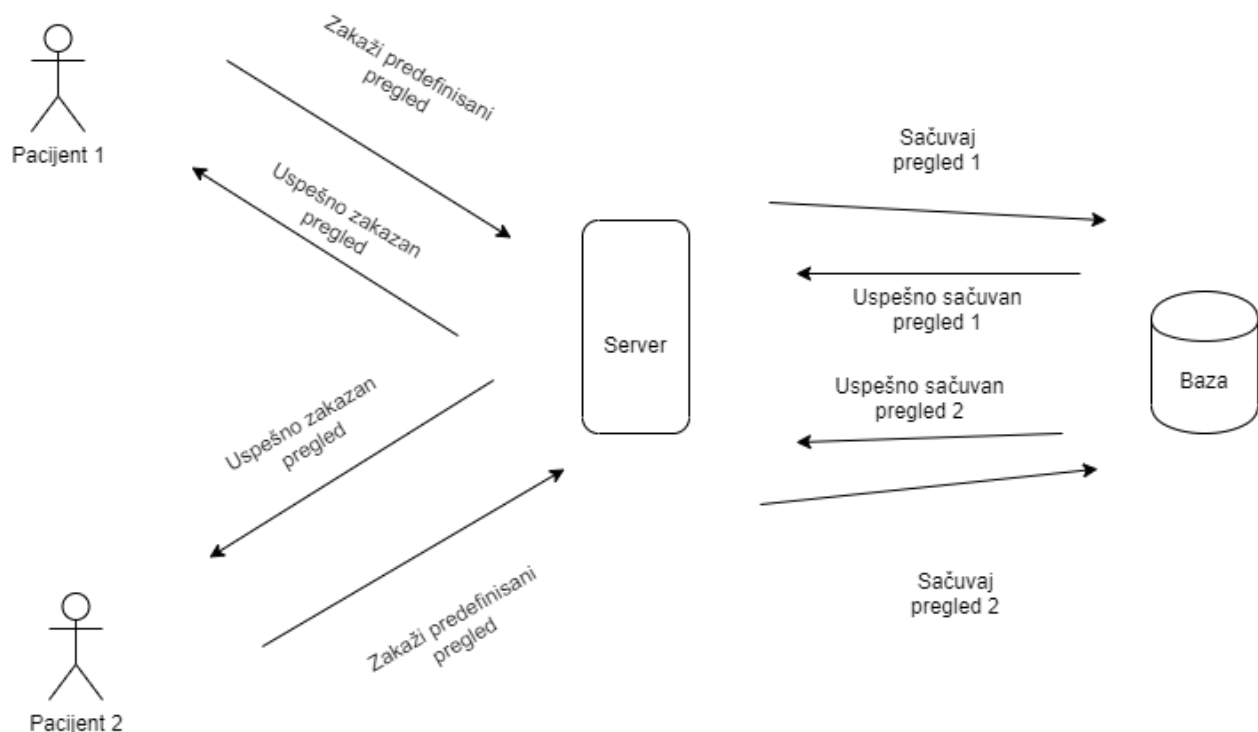 Zakaži predefinisani
pregled
Pacijent 1
Uspešno zakazan
pregled
Sačuvaj
pregled 1
Uspešno sačuvan
pregled 1
Server
Baza
Uspešno sačuvan
pregled 2
Uspešno zakazan
pregled
Zakaži predefinisani
pregled
Sačuvaj
pregled 2
Pacijent 2